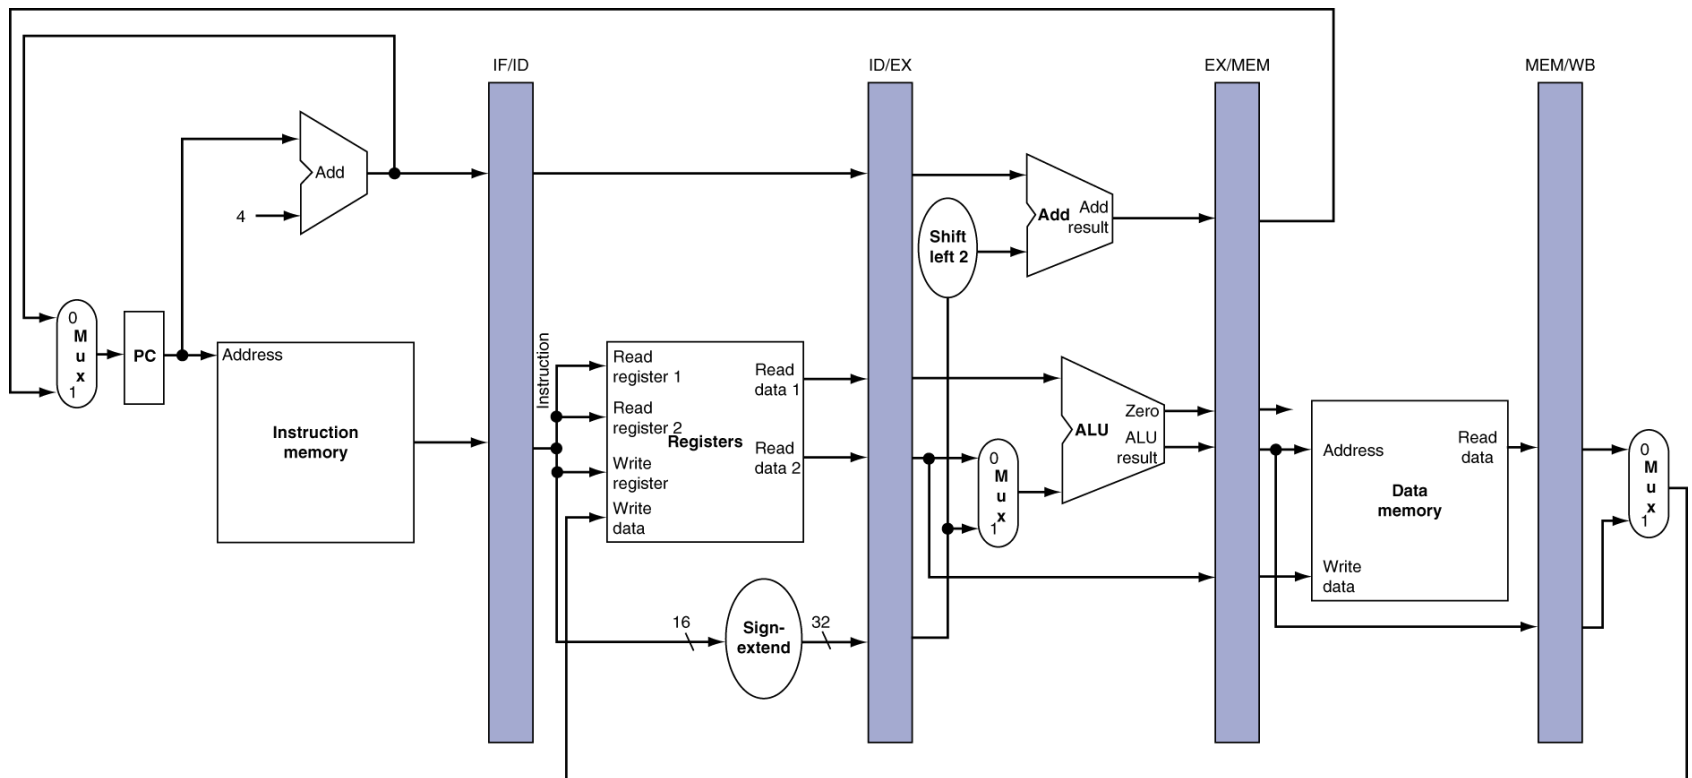 IF/ID
ID/EX
EX/MEM
MEM/WB
Add
4
Add
Add
result
Shift
left 2
0
M
u
x
1
PC
Address
Instruction
memory
Instruction
Read
register 1
Read
register 2
Registers
Write
register
Write
data
Read
data 1
Read
data 2
16
Sign-
extend
32
0
M
u
x
1
ALU
Zero
ALU
result
Address
Read
data
Data
memory
Write
data
0
M
u
x
1